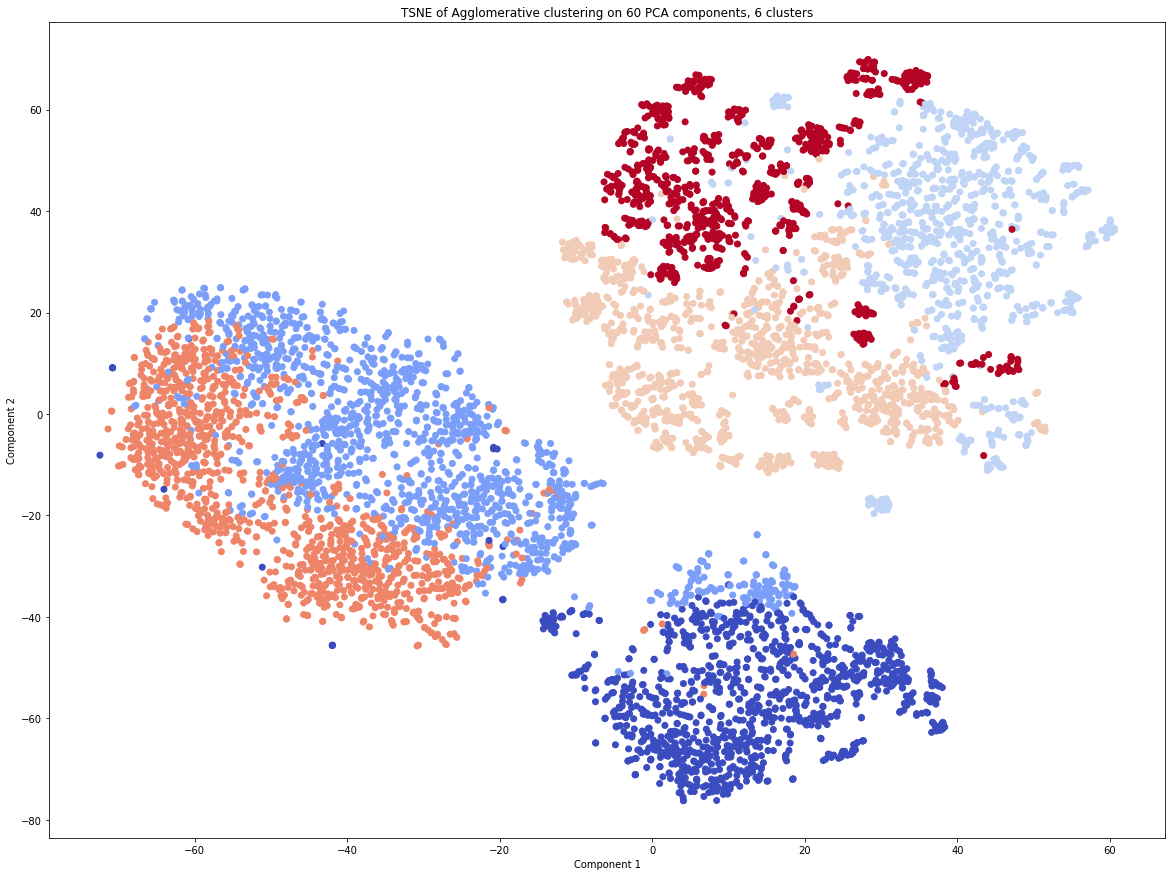 TSNE of Agglomerative clustering on 60 PCA components, 6 clusters
60
40
20
0
−20
−40
−60
−80
Component 2
−60 −40 −20 0 20 40 60
Component 1